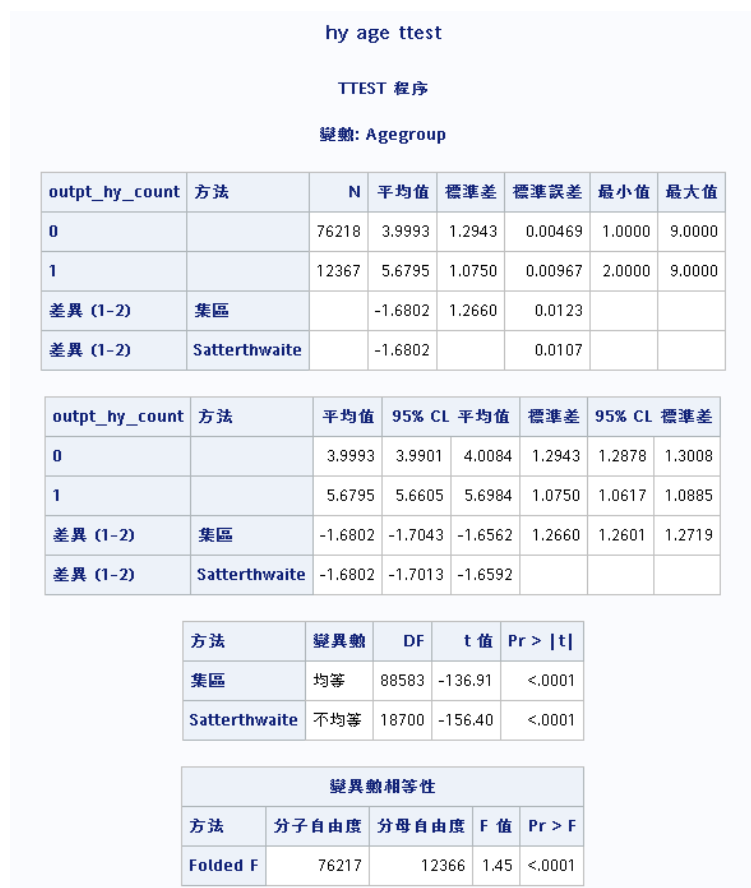 hy age ttest
TTEST 程序
變數: Agegroup
outpt_hy_count 方法 N 平均值 標準差 標準誤差 最小值 最大值
0 76218 3.9993 1.2943 0.00469 1.0000 9.0000
1 12367 5.6795 1.0750 0.00967 2.0000 9.0000
差異 (1-2) 集區 -1.6802 1.2660 0.0123
差異 (1-2) Satterthwaite -1.6802 0.0107
outpt_hy_count 方法 平均值 95% CL 平均值 標準差 95% CL 標準差
0 3.9993 3.9901 4.0084 1.2943 1.2878 1.3008
1 5.6795 5.6605 5.6984 1.0750 1.0617 1.0885
差異 (1-2) 集區 -1.6802 -1.7043 -1.6562 1.2660 1.2601 1.2719
差異 (1-2) Satterthwaite -1.6802 -1.7013 -1.6592
方法 變異數 DF t 值 Pr > |t|
集區 均等 88583 -136.91 <.0001
Satterthwaite 不均等 18700 -156.40 <.0001
變異數相等性
方法 分子自由度 分母自由度 F 值 Pr > F
Folded F 76217 12366 1.45 <.0001